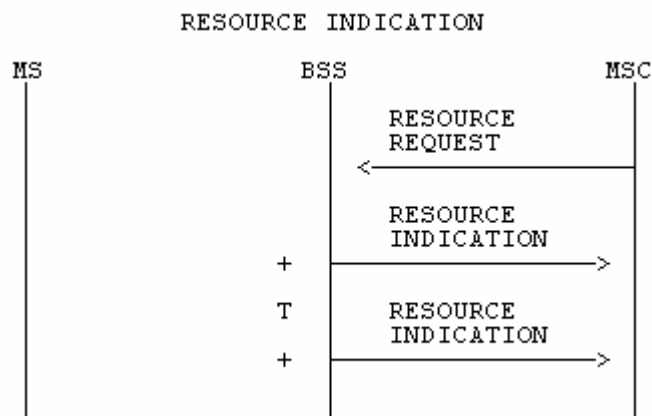 RESOURCE INDICATION
MS BSS MSC
RESOURCE
REQUEST
RESOURCE
INDICATION
+
T RESOURCE
INDICATION
+